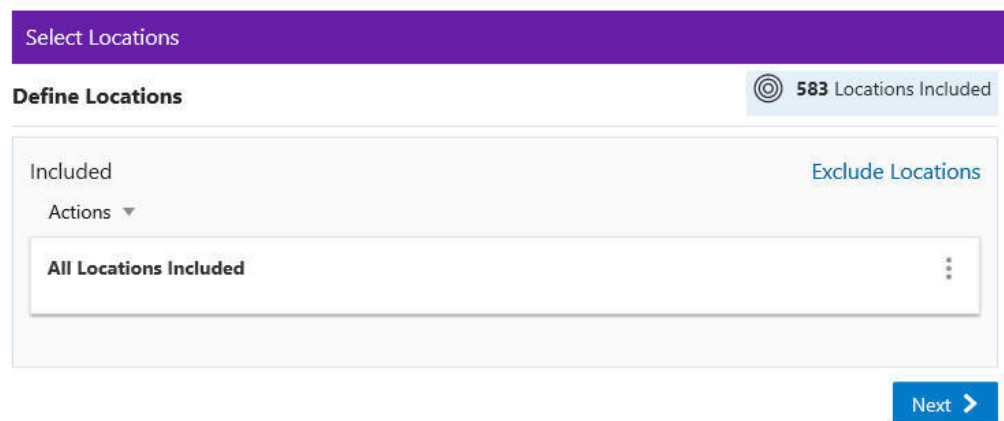 Select Locations
Define Locations
583 Locations Included
Included
Exclude Locations
Actions
All Locations Included
Next